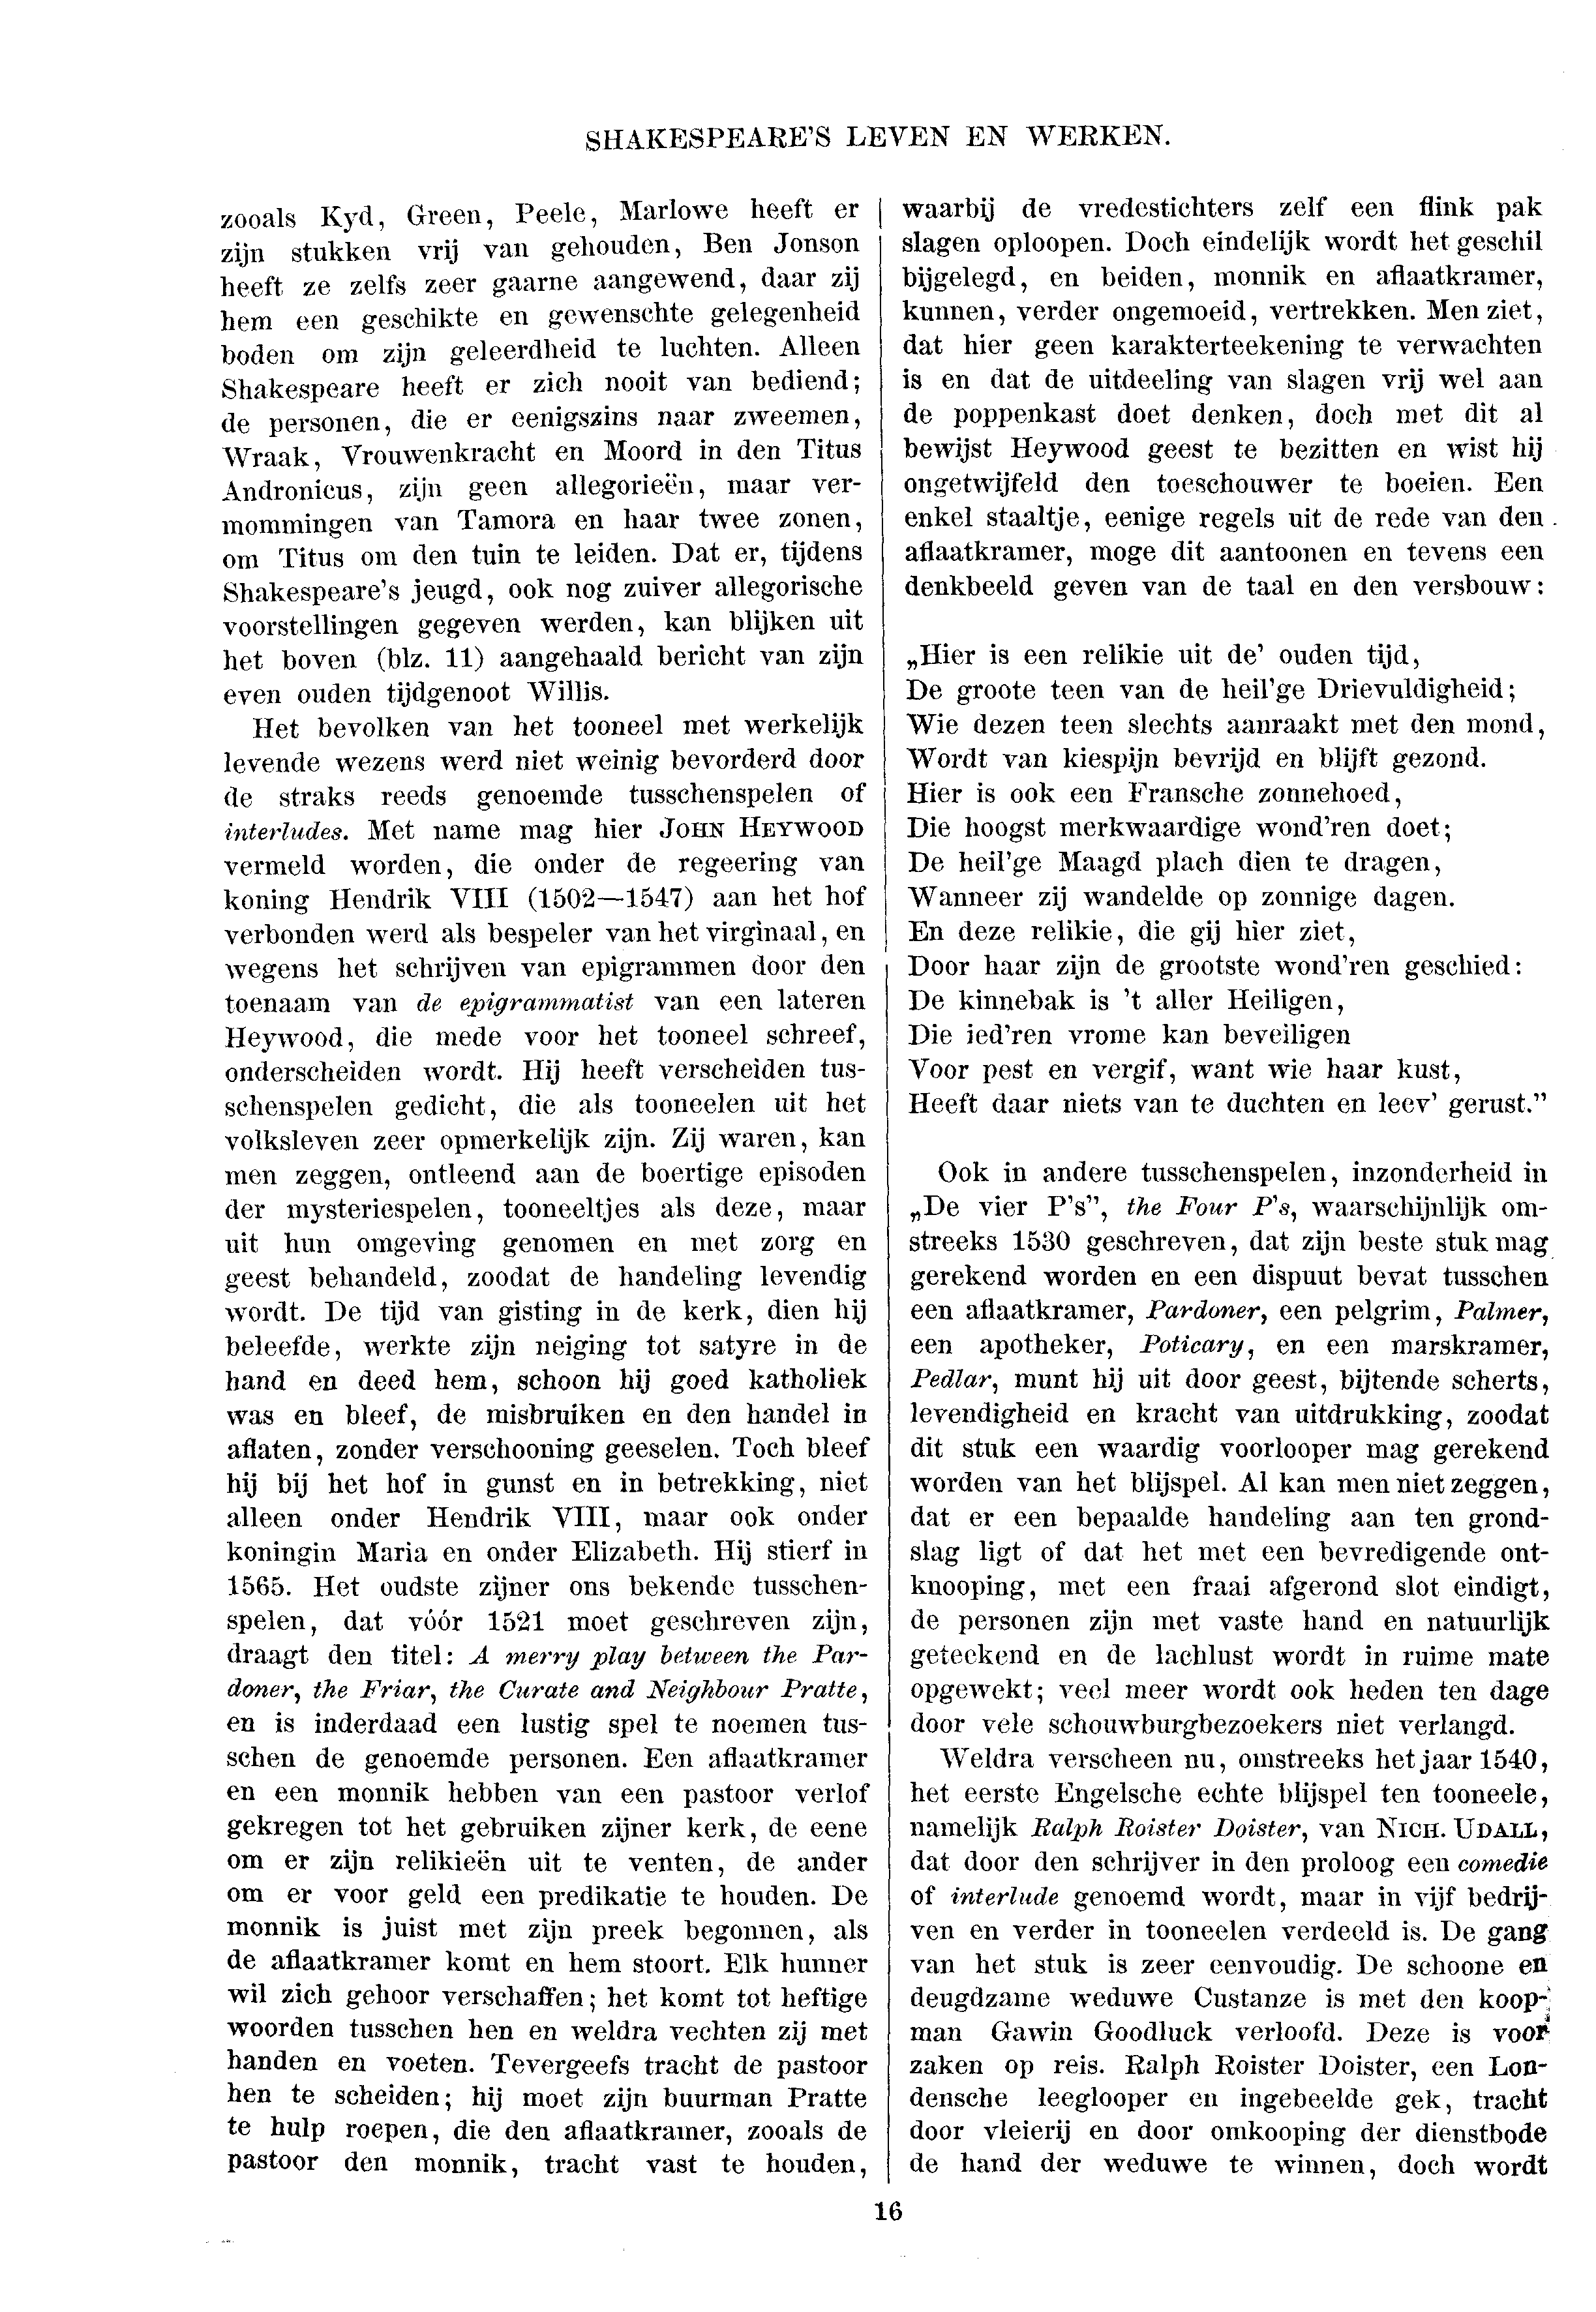 SHAKESPEARE'S LEVEN EN WERKEN.
zooals Kyd, Green, Peele, Marlowe heeft er
zijn stukken vrij van gehouden, Ben Jonson
heeft ze zelfs zeer gaarne aangewend, daar zij
hem een geschikte en gewenschte gelegenheid
boden om zijn geleerdheid te luchten. Alleen
Shakespeare heeft er zich nooit van bediend;
de personen, die er eenigszins naar zweemen,
Wraak, Vrouwenkracht en Moord in den Titus
Andronicus, zijn geen allegorieën, maar ver-
mommingen van Tamora en haar twee zonen,
om Titus om den tuin te leiden. Dat er, tijdens
Shakespeare's jeugd, ook nog zuiver allegorische
voorstellingen gegeven werden, kan blijken uit
het boven (blz. 11) aangehaald bericht van zijn
even ouden tijdgenoot Willis.
Het bevolken van het tooneel met werkelijk
levende wezens werd niet weinig bevorderd door
de straks reeds genoemde tusschenspelen of
interludes. Met name mag hier JOHN HEYWOOD
vermeld worden, die onder de regeering van
koning Hendrik VIII (1502—1547) aan het hof
verbonden werd als bespeler van het virginaal, en
wegens het schrijven van epigrammen door den
toenaam van de epigrammatist van een lateren
Heywood, die mede voor het tooneel schreef,
onderscheiden wordt. Hij heeft verscheiden tus-
schenspelen gedicht, die als tooneelen uit het
volksleven zeer opmerkelijk zijn. Zij waren, kan
men zeggen, ontleend aan de boertige episoden
der mysteriespelen, tooneeltjes als deze, maar
uit hun omgeving genomen en met zorg en
geest behandeld, zoodat de handeling levendig
wordt. De tijd van gisting in de kerk, dien hij
beleefde, werkte zijn neiging tot satyre in de
hand en deed hem, schoon hij goed katholiek
was en bleef, de misbruiken en den handel in
aflaten, zonder verschooning geeselen. Toch bleef
hij bij het hof in gunst en in betrekking, niet
alleen onder Hendrik VIII, maar ook onder
koningin Maria en onder Elizabeth. Hij stierf in
1565. Het oudste zijner ons bekende tusschen-
spelen, dat vóór 1521 moet geschreven zijn,
draagt den titel: A merry play between the Par-
doner, the Friar, the Curate and Neighbour Pratte,
en is inderdaad een lustig spel te noemen tus-
schen de genoemde personen. Een aflaatkramer
en een monnik hebben van een pastoor verlof
gekregen tot het gebruiken zijner kerk, de eene
om er zijn relikieën uit te venten, de ander
om er voor geld een predikatie te houden. De
monnik is juist met zijn preek begonnen, als
de aflaatkramer komt en hem stoort. Elk hunner
wil zich gehoor verschaffen; het komt tot heftige
woorden tusschen hen en weldra vechten zij met
handen en voeten. Tevergeefs tracht de pastoor
hen te scheiden; hij moet zijn buurman Pratte
te hulp roepen, die den aflaatkramer, zooals de
pastoor den monnik, tracht vast te houden,
waarbij de vredestichters zelf een flink pak
slagen oploopen. Doch eindelijk wordt het geschil
bijgelegd, en beiden, monnik en aflaatkramer,
kunnen, verder ongemoeid, vertrekken. Men ziet,
dat hier geen karakterteekening te verwachten
is en dat de uitdeeling van slagen vrij wel aan
de poppenkast doet denken, doch met dit al
bewijst Heywood geest te bezitten en wist hij
ongetwijfeld den toeschouwer te boeien. Een
enkel staaltje, eenige regels uit de rede van den
aflaatkramer, moge dit aantoonen en tevens een
denkbeeld geven van de taal en den versbouw:
„Hier is een relikie uit de' ouden tijd,
De groote teen van de heil'ge Drievuldigheid;
Wie dezen teen slechts aanraakt met den mond,
Wordt van kiespijn bevrijd en blijft gezond.
Hier is ook een Fransche zonnehoed,
Die hoogst merkwaardige wond'ren doet;
De heil'ge Maagd plach dien te dragen,
Wanneer zij wandelde op zonnige dagen.
En deze relikie, die gij hier ziet,
Door haar zijn de grootste wond'ren geschied:
De kinnebak is 't aller Heiligen,
Die ied'ren vrome kan beveiligen
Voor pest en vergif, want wie haar kust,
Heeft daar niets van te duchten en leev' gerust.”
Ook in andere tusschenspelen, inzonderheid in
„De vier P's”, the Four P's, waarschijnlijk om-
streeks 1530 geschreven, dat zijn beste stuk mag
gerekend worden en een dispuut bevat tusschen
een aflaatkramer, Pardoner, een pelgrim, Palmer,
een apotheker, Poticary, en een marskramer,
Pedlar, munt hij uit door geest, bijtende scherts,
levendigheid en kracht van uitdrukking, zoodat
dit stuk een waardig voorlooper mag gerekend
worden van het blijspel. Al kan men niet zeggen,
dat er een bepaalde handeling aan ten grond-
slag ligt of dat het met een bevredigende ont-
knooping, met een fraai afgerond slot eindigt,
de personen zijn met vaste hand en natuurlijk
geteekend en de lachlust wordt in ruime mate
opgewekt; veel meer wordt ook heden ten dage
door vele schouwburgbezoekers niet verlangd.
Weldra verscheen nu, omstreeks het jaar 1540,
het eerste Engelsche echte blijspel ten tooneele,
namelijk Ralph Roister Doister, van NICH. UDALL,
dat door den schrijver in den proloog een comedie
of interlude genoemd wordt, maar in vijf bedrij-
ven en verder in tooneelen verdeeld is. De gang
van het stuk is zeer eenvoudig. De schoone en
deugdzame weduwe Custanze is met den koop-
man Gawin Goodluck verloofd. Deze is voor
zaken op reis. Ralph Roister Doister, een Lon-
densche leeglooper en ingebeelde gek, tracht
door vleierij en door omkooping der dienstbode
de hand der weduwe te winnen, doch wordt
16